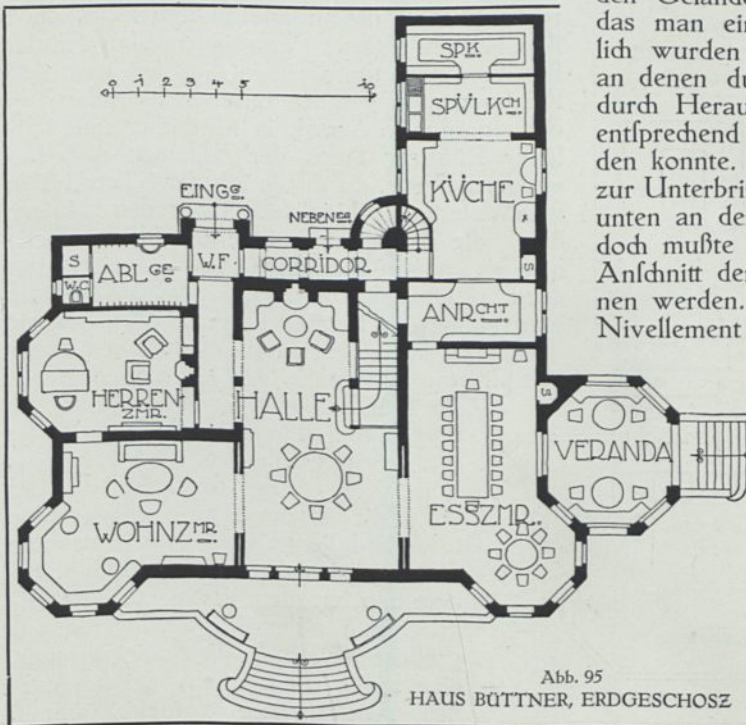 SPK
SPÜLKCH
KÜCHE
0 1 2 3 4 5 10
EINGG.
NEBENEG
S
W.C
ABLGE.
W.F.
CORRIDOR
S
ANRCHT
HERREN
ZMR.
HALLE
S
VERANDA
WOHNZMR.
ESSZMR.
das man ein
lich wurden
an denen du
durch Herau
entſprechend
den konnte.
zur Unterbri
unten an de
doch mußte
Anſchnitt der
nen werden.
Nivellement
Abb. 95
HAUS BÜTTNER, ERDGESCHOSZ